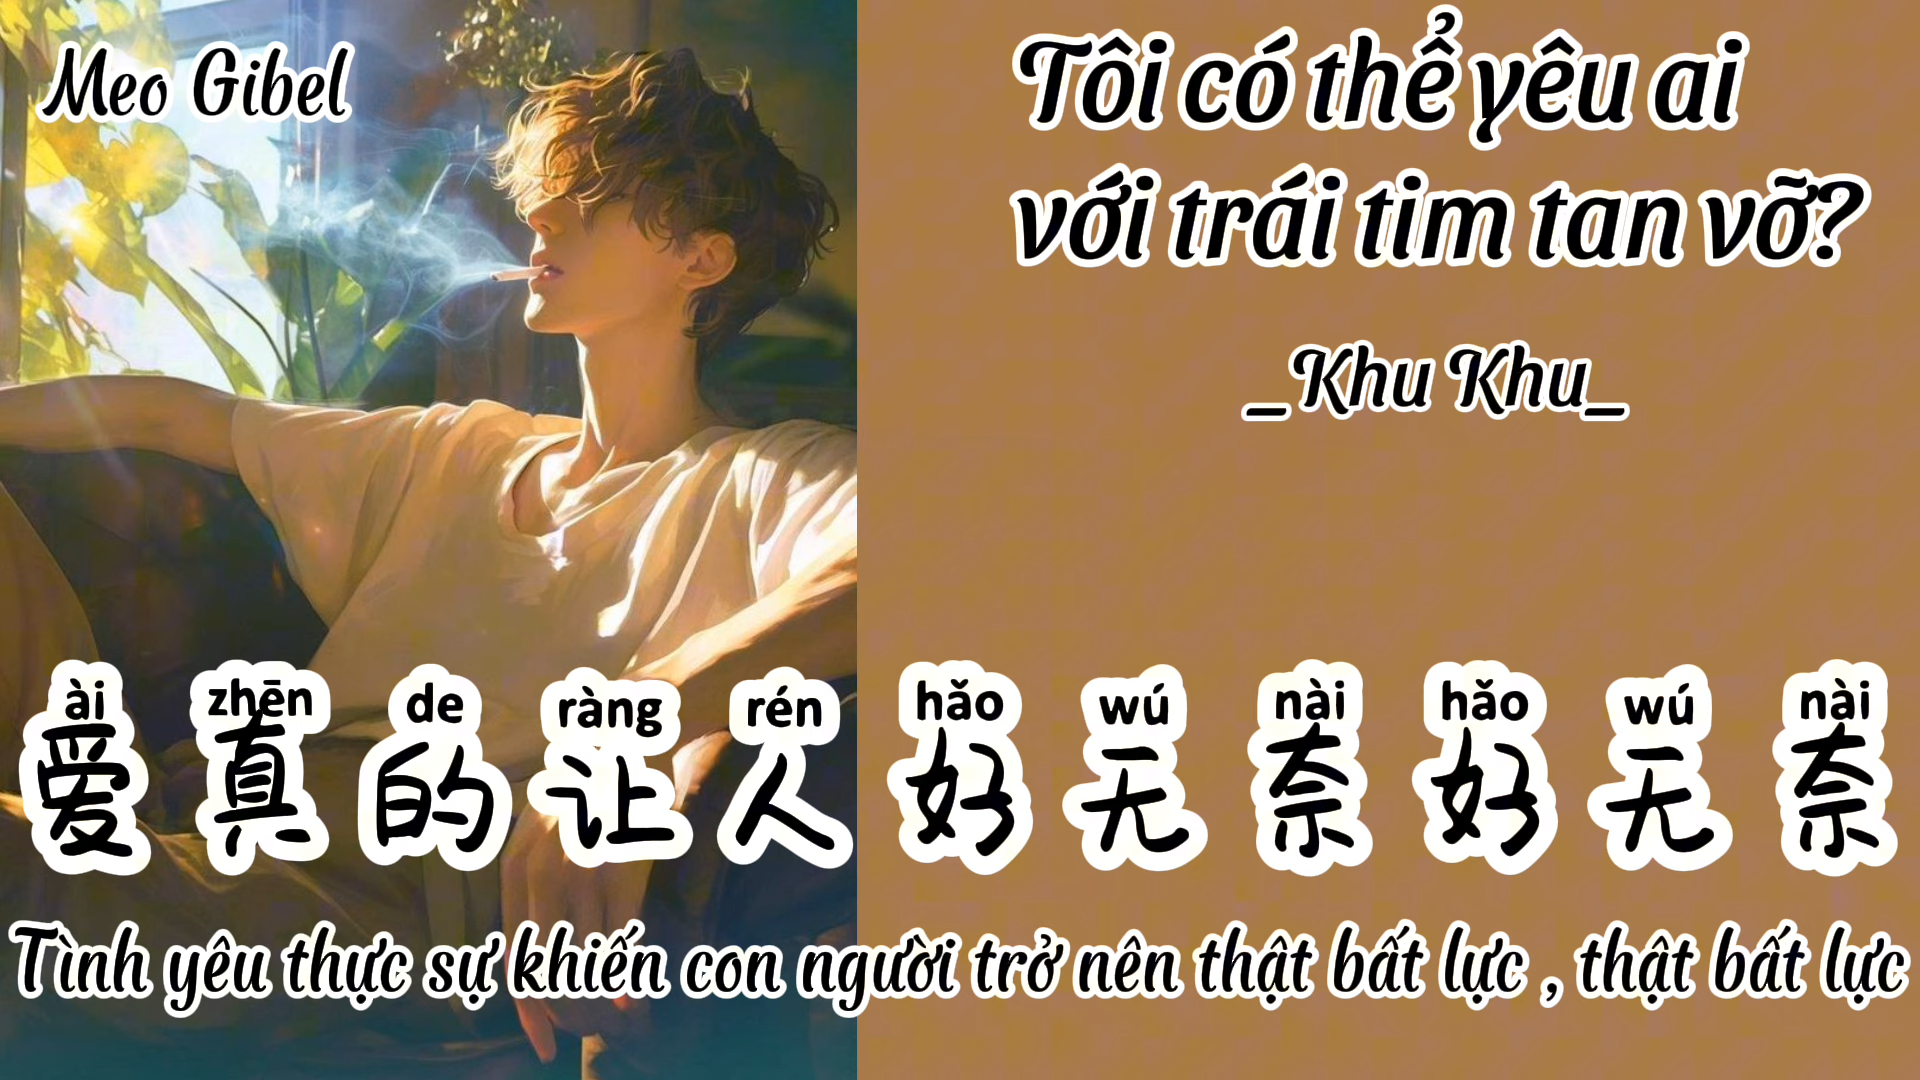 Meo Gibel
Tôi có thể yêu ai
với trái tim tan vỡ?
_Khu Khu_
ài zhēn de ràng rén hǎo wú nài hǎo wú nài
爱真的让人好无奈好无奈
Tình yêu thực sự khiến con người trở nên thật bất lực , thật bất lực